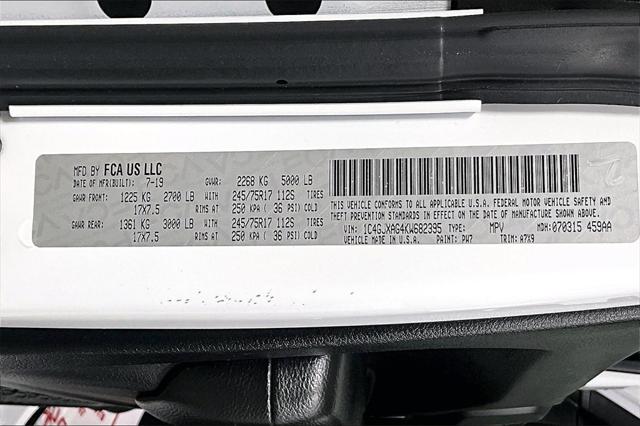 MFD BY FCA US LLC
DATE OF MFR(BUILT): 7-19 GVWR: 2268 KG 5000 LB
GAWR FRONT: 1225 KG 2700 LB WITH 245/75R17 112S TIRES
17X7.5 RIMS AT 250 KPA ( 36 PSI) COLD
GAWR REAR: 1361 KG 3000 LB WITH 245/75R17 112S TIRES
17X7.5 RIMS AT 250 KPA ( 36 PSI) COLD
THIS VEHICLE CONFORMS TO ALL APPLICABLE U.S.A. FEDERAL MOTOR VEHICLE SAFETY AND
THEFT PREVENTION STANDARDS IN EFFECT ON THE DATE OF MANUFACTURE SHOWN ABOVE.
VIN: 1C4GJXAG4KW682395 TYPE: MPV MDH: 070315 459AA
VEHICLE MADE IN U.S.A. PAINT: PW7 TRIM: A7X9